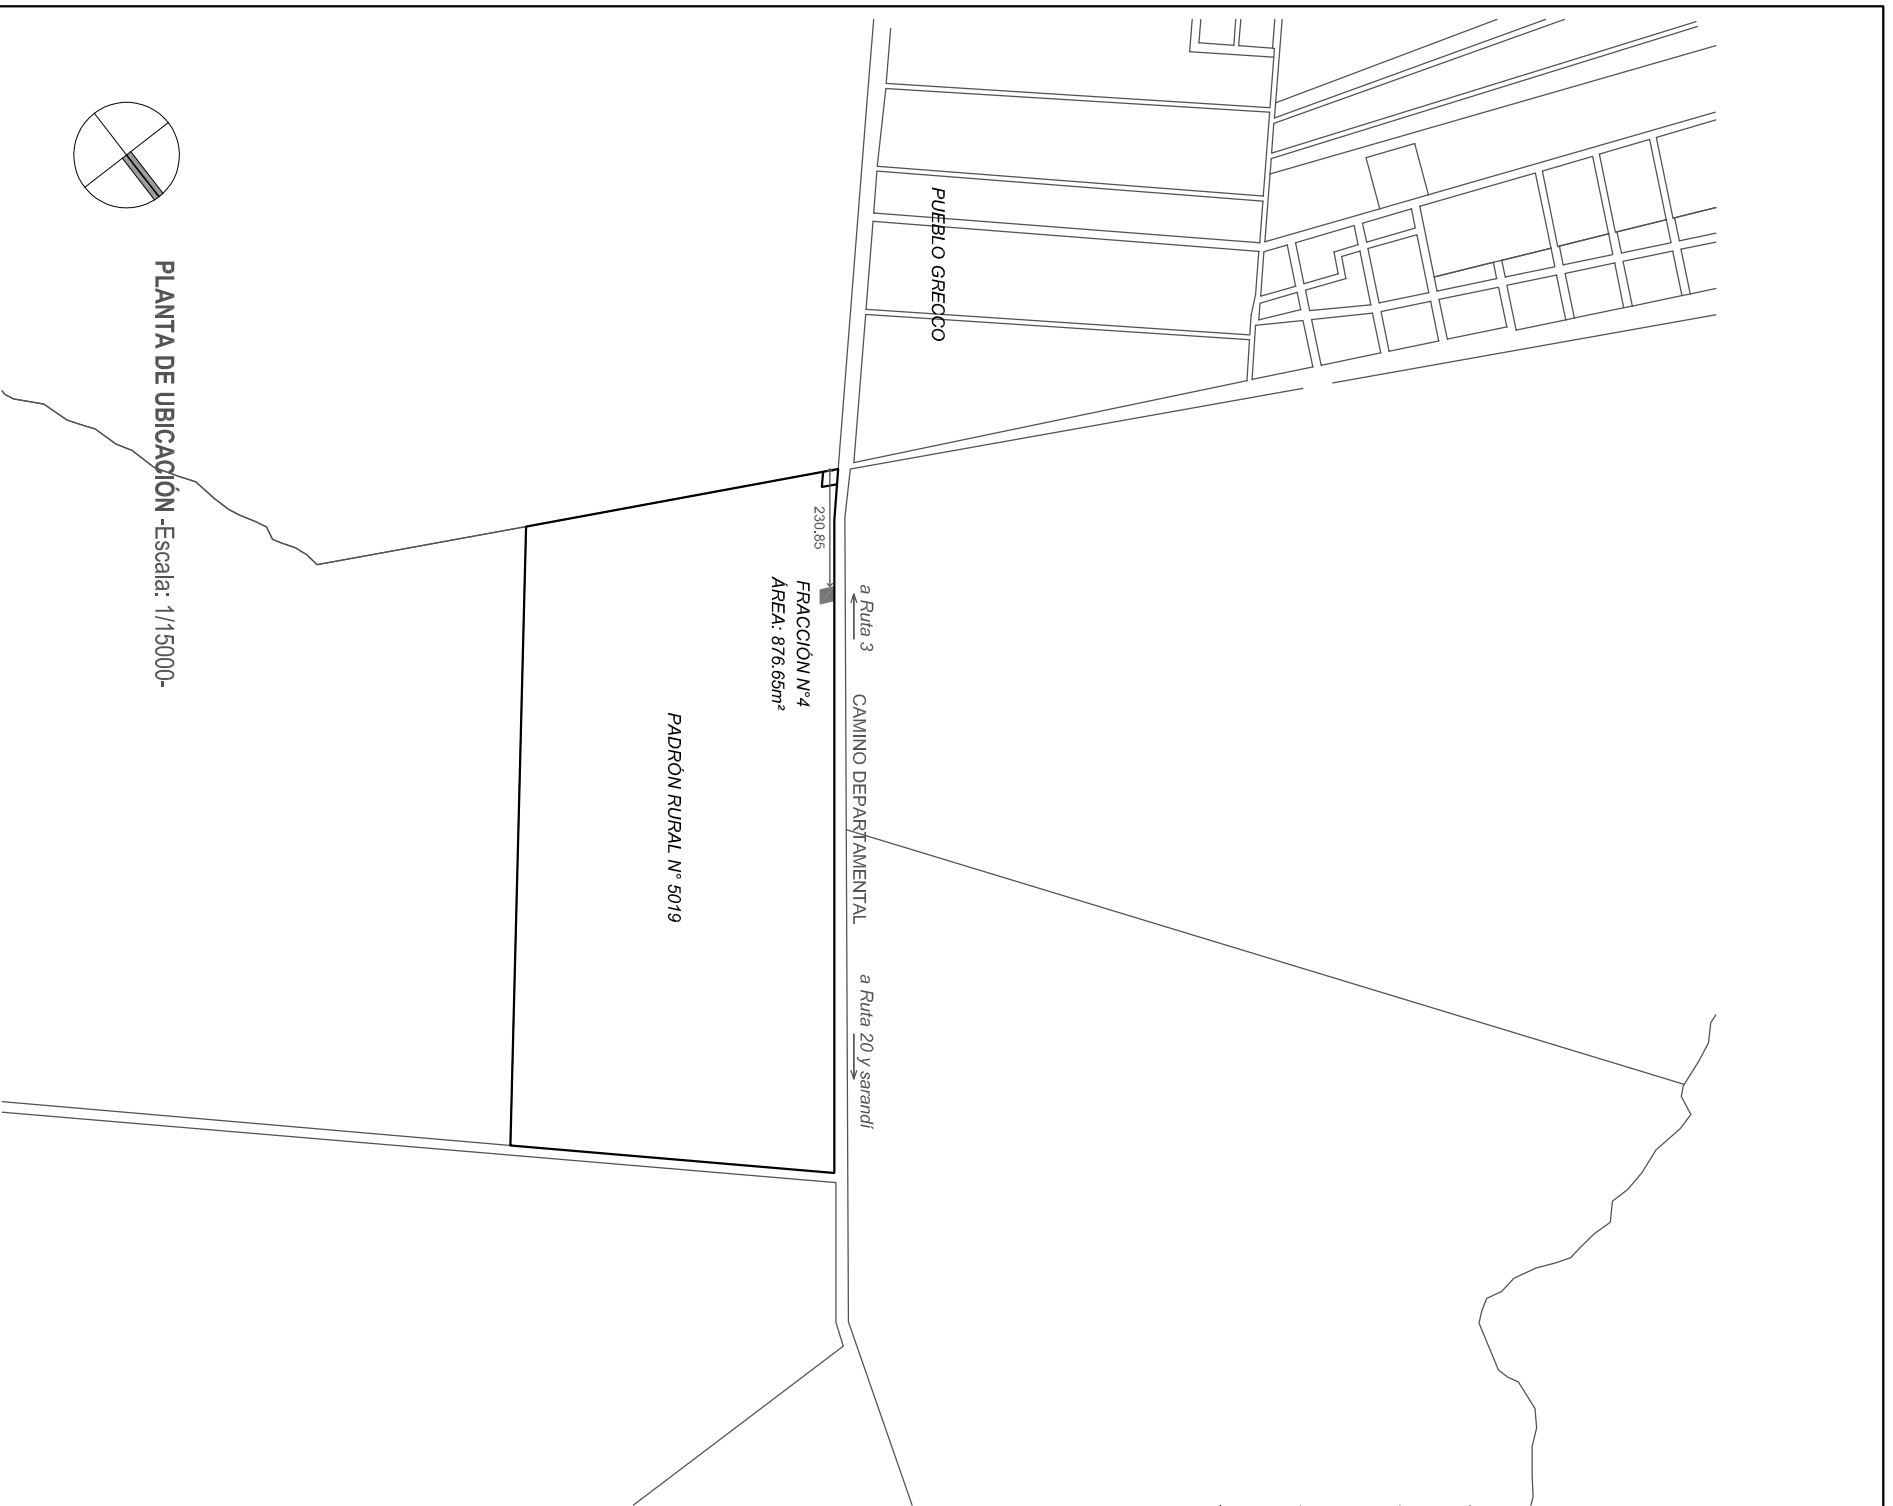 PUEBLO GRECCO
230.85
a Ruta 3
FRACCIÓN N°4
ÁREA: 876.65m²
CAMINO DEPARTAMENTAL
PADRÓN RURAL N° 5019
a Ruta 20 y sarandí
PLANTA DE UBICACIÓN -Escala: 1/15000-